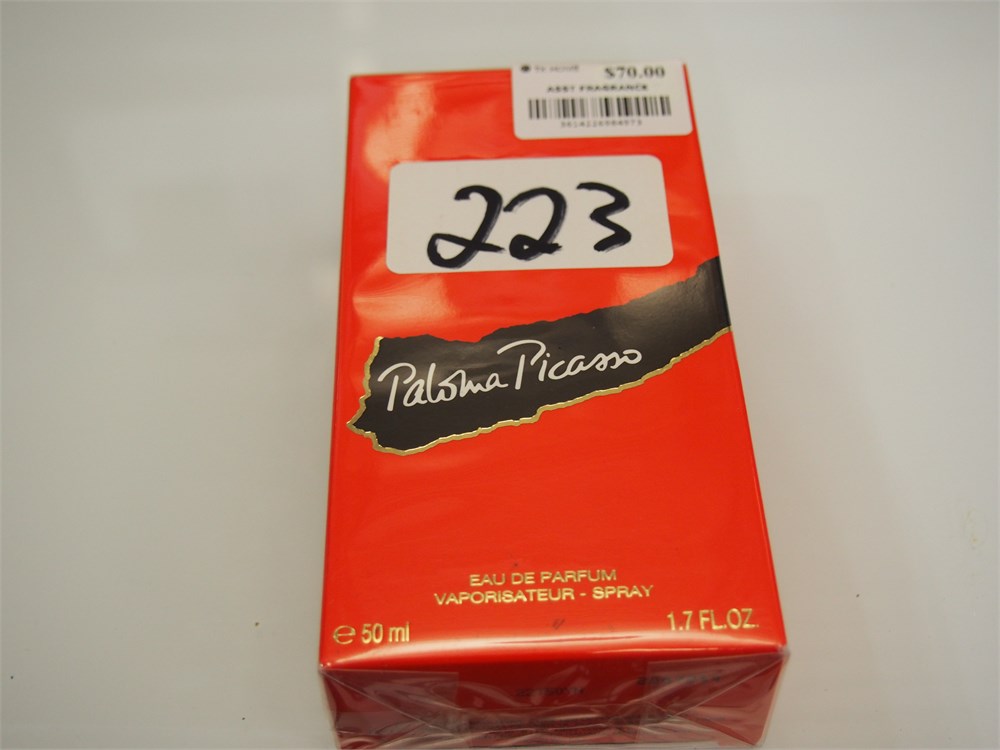 $70.00
ASST FRAGRANCE
223
Paloma Picasso
EAU DE PARFUM
VAPORISATEUR - SPRAY
℮ 50 ml
1.7 FL.OZ.